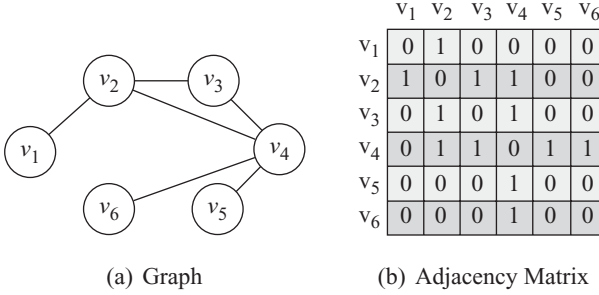 v1 v2 v3 v4 v5 v6
v1 0 1 0 0 0 0
v2 1 0 1 1 0 0
v3 0 1 0 1 0 0
v4 0 1 1 0 1 1
v5 0 0 0 1 0 0
v6 0 0 0 1 0 0
v2 v3
v1 v4
v6 v5
(a) Graph
(b) Adjacency Matrix